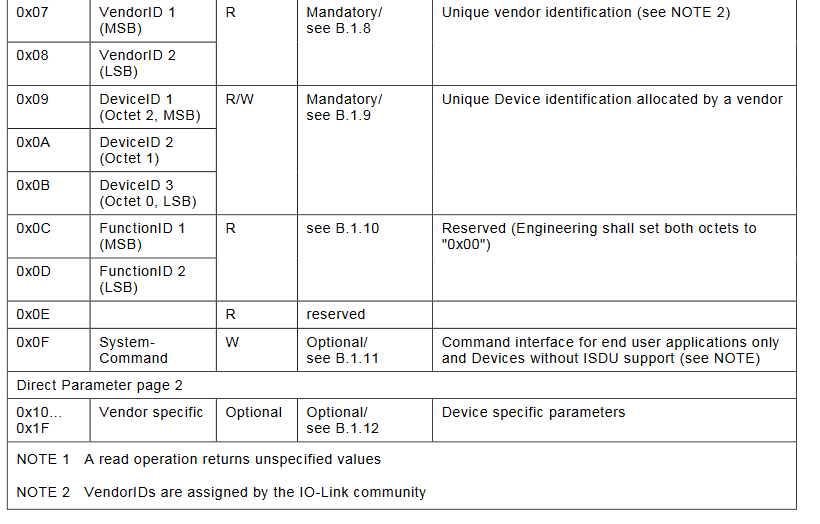 0x07 VendorID 1 R Mandatory/ Unique vendor identification (see NOTE 2)
(MSB) see B.1.8
0x08 VendorID 2
(LSB)
0x09 DeviceID 1 R/W Mandatory/ Unique Device identification allocated by a vendor
(Octet 2, MSB) see B.1.9
0x0A DeviceID 2
(Octet 1)
0x0B DeviceID 3
(Octet 0, LSB)
0x0C FunctionID 1 R see B.1.10 Reserved (Engineering shall set both octets to
(MSB) "0x00")
0x0D FunctionID 2
(LSB)
0x0E R reserved
0x0F System- W Optional/ Command interface for end user applications only
Command see B.1.11 and Devices without ISDU support (see NOTE)
Direct Parameter page 2
0x10... Vendor specific Optional Optional/ Device specific parameters
0x1F see B.1.12
NOTE 1 A read operation returns unspecified values
NOTE 2 VendorIDs are assigned by the IO-Link community